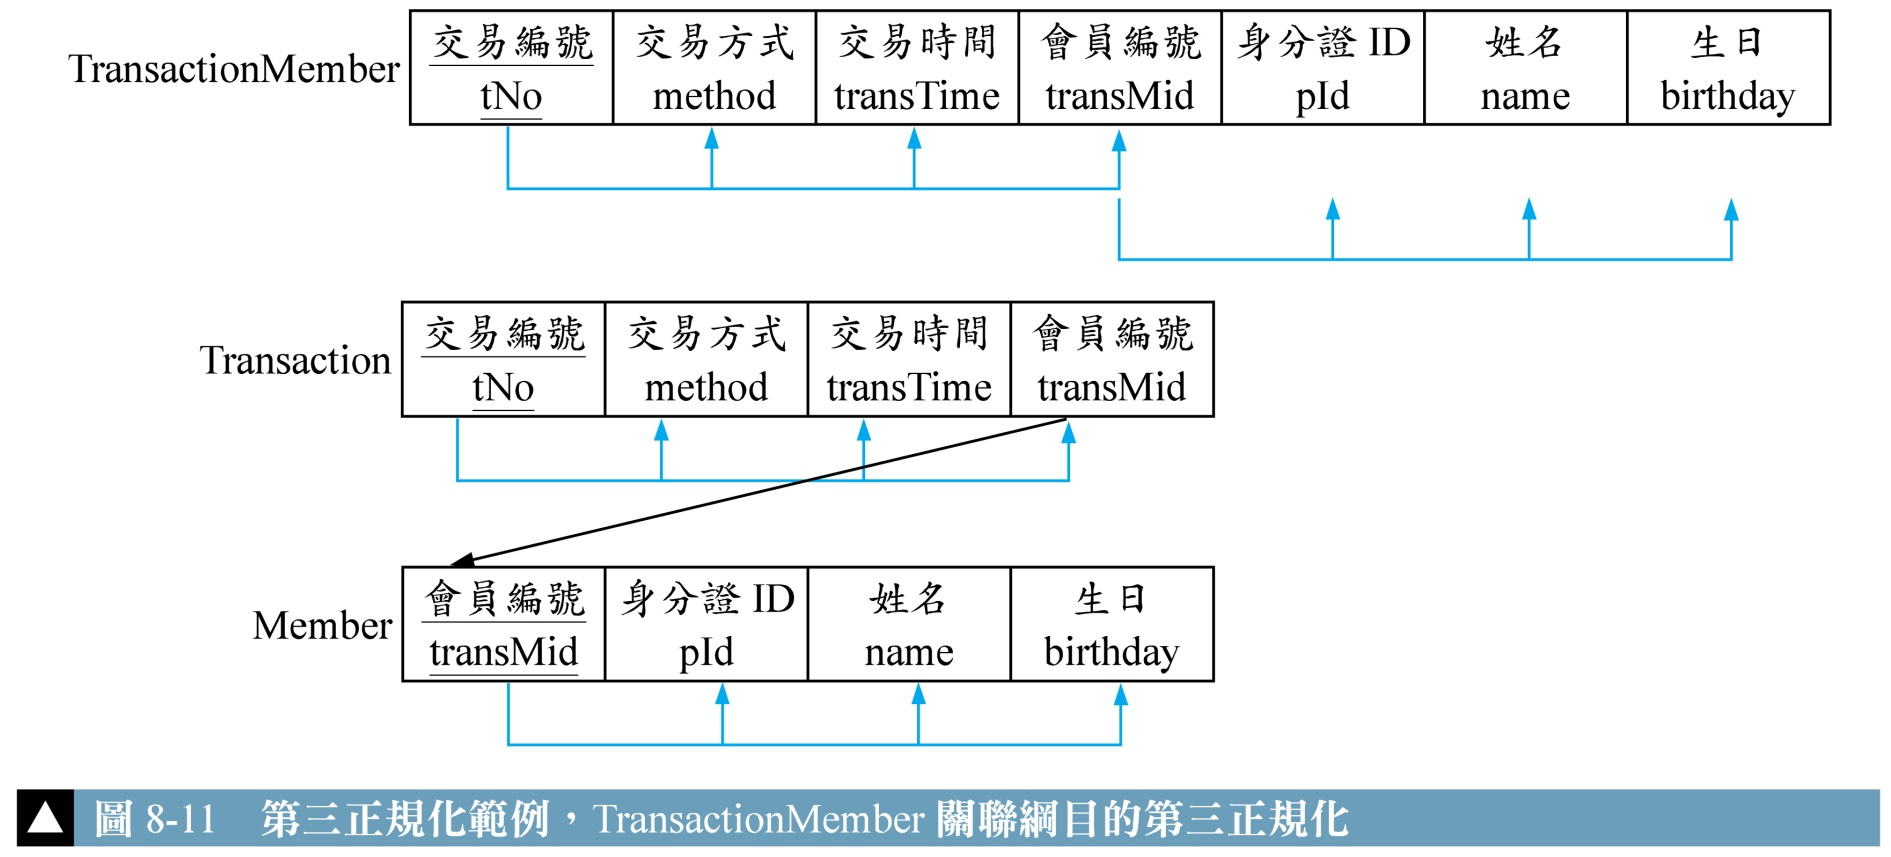 TransactionMember
交易編號 交易方式 交易時間 會員編號 身分證 ID 姓名 生日
tNo method transTime transMid pId name birthday
Transaction
交易編號 交易方式 交易時間 會員編號
tNo method transTime transMid
Member
會員編號 身分證 ID 姓名 生日
transMid pId name birthday
圖 8-11 第三正規化範例，TransactionMember 關聯綱目的第三正規化